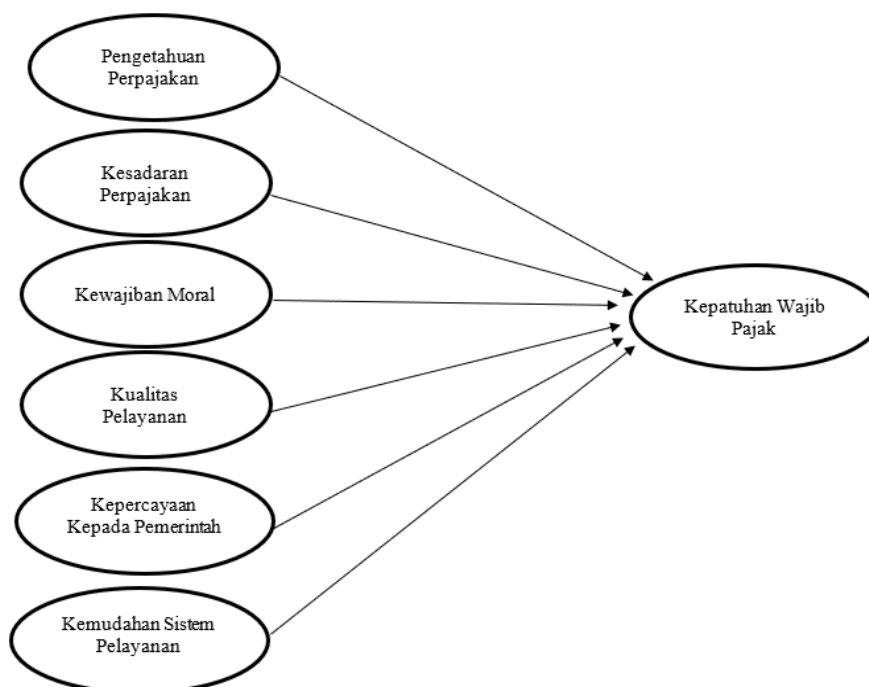 Pengetahuan
Perpajakan
Kesadaran
Perpajakan
Kewajiban Moral
Kualitas
Pelayanan
Kepercayaan
Kepada Pemerintah
Kemudahan Sistem
Pelayanan
Kepatuhan Wajib
Pajak